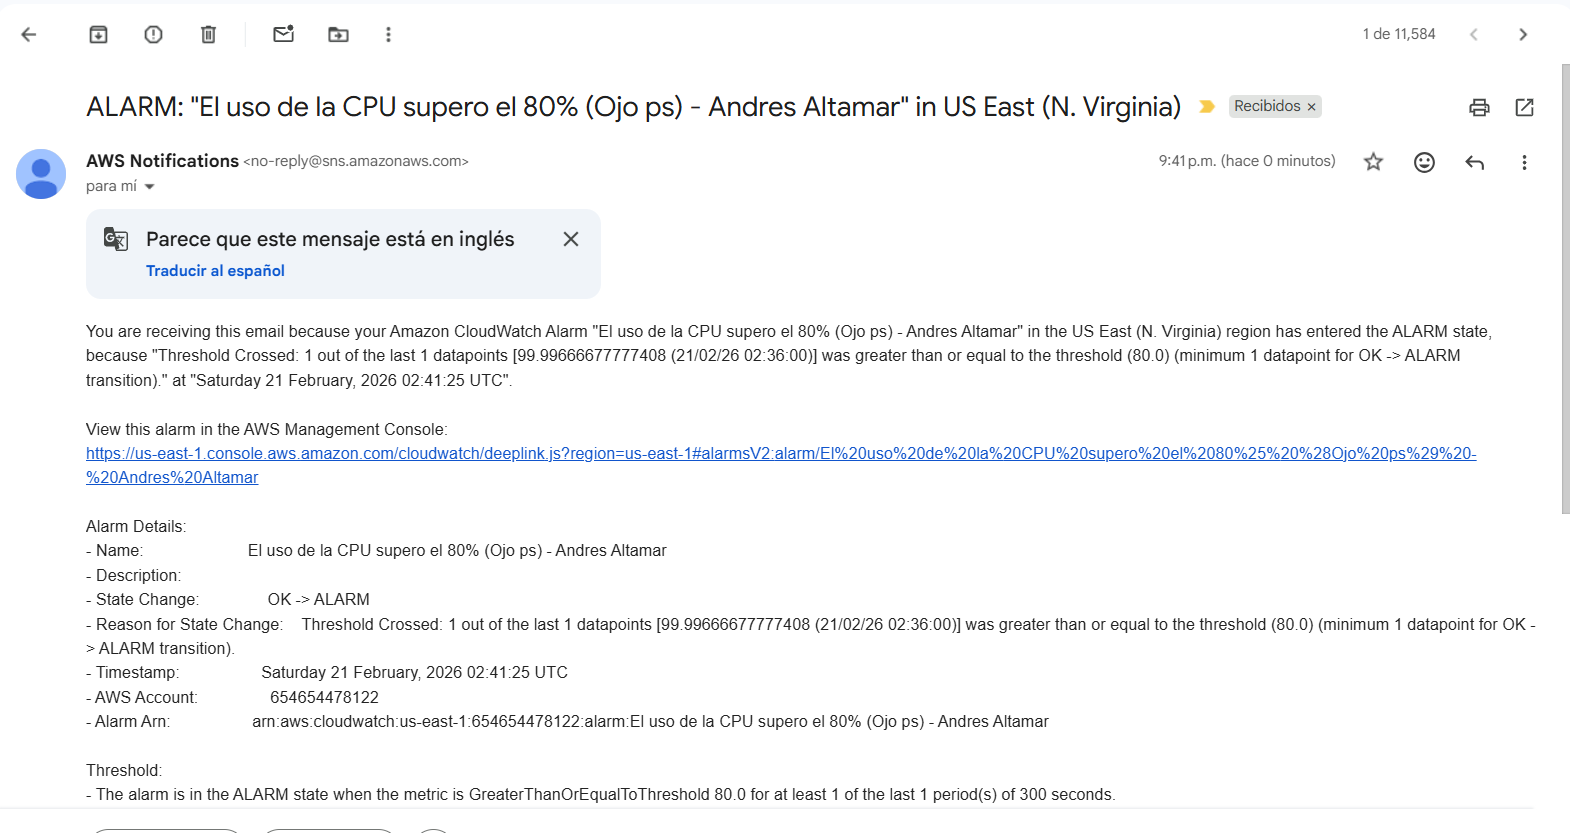 1 de 11,584
ALARM: "El uso de la CPU supero el 80% (Ojo ps) - Andres Altamar" in US East (N. Virginia) Recibidos ×
AWS Notifications <no-reply@sns.amazonaws.com> 9:41 p.m. (hace 0 minutos)
para mí
Parece que este mensaje está en inglés
Traducir al español
You are receiving this email because your Amazon CloudWatch Alarm "El uso de la CPU supero el 80% (Ojo ps) - Andres Altamar" in the US East (N. Virginia) region has entered the ALARM state,
because "Threshold Crossed: 1 out of the last 1 datapoints [99.99666677777408 (21/02/26 02:36:00)] was greater than or equal to the threshold (80.0) (minimum 1 datapoint for OK -> ALARM
transition)." at "Saturday 21 February, 2026 02:41:25 UTC".
View this alarm in the AWS Management Console:
https://us-east-1.console.aws.amazon.com/cloudwatch/deeplink.js?region=us-east-1#alarmsV2:alarm/El%20uso%20de%20la%20CPU%20supero%20el%2080%25%20%28Ojo%20ps%29%20-
%20Andres%20Altamar
Alarm Details:
- Name: El uso de la CPU supero el 80% (Ojo ps) - Andres Altamar
- Description:
- State Change: OK -> ALARM
- Reason for State Change: Threshold Crossed: 1 out of the last 1 datapoints [99.99666677777408 (21/02/26 02:36:00)] was greater than or equal to the threshold (80.0) (minimum 1 datapoint for OK -
> ALARM transition).
- Timestamp: Saturday 21 February, 2026 02:41:25 UTC
- AWS Account: 654654478122
- Alarm Arn: arn:aws:cloudwatch:us-east-1:654654478122:alarm:El uso de la CPU supero el 80% (Ojo ps) - Andres Altamar
Threshold:
- The alarm is in the ALARM state when the metric is GreaterThanOrEqualToThreshold 80.0 for at least 1 of the last 1 period(s) of 300 seconds.